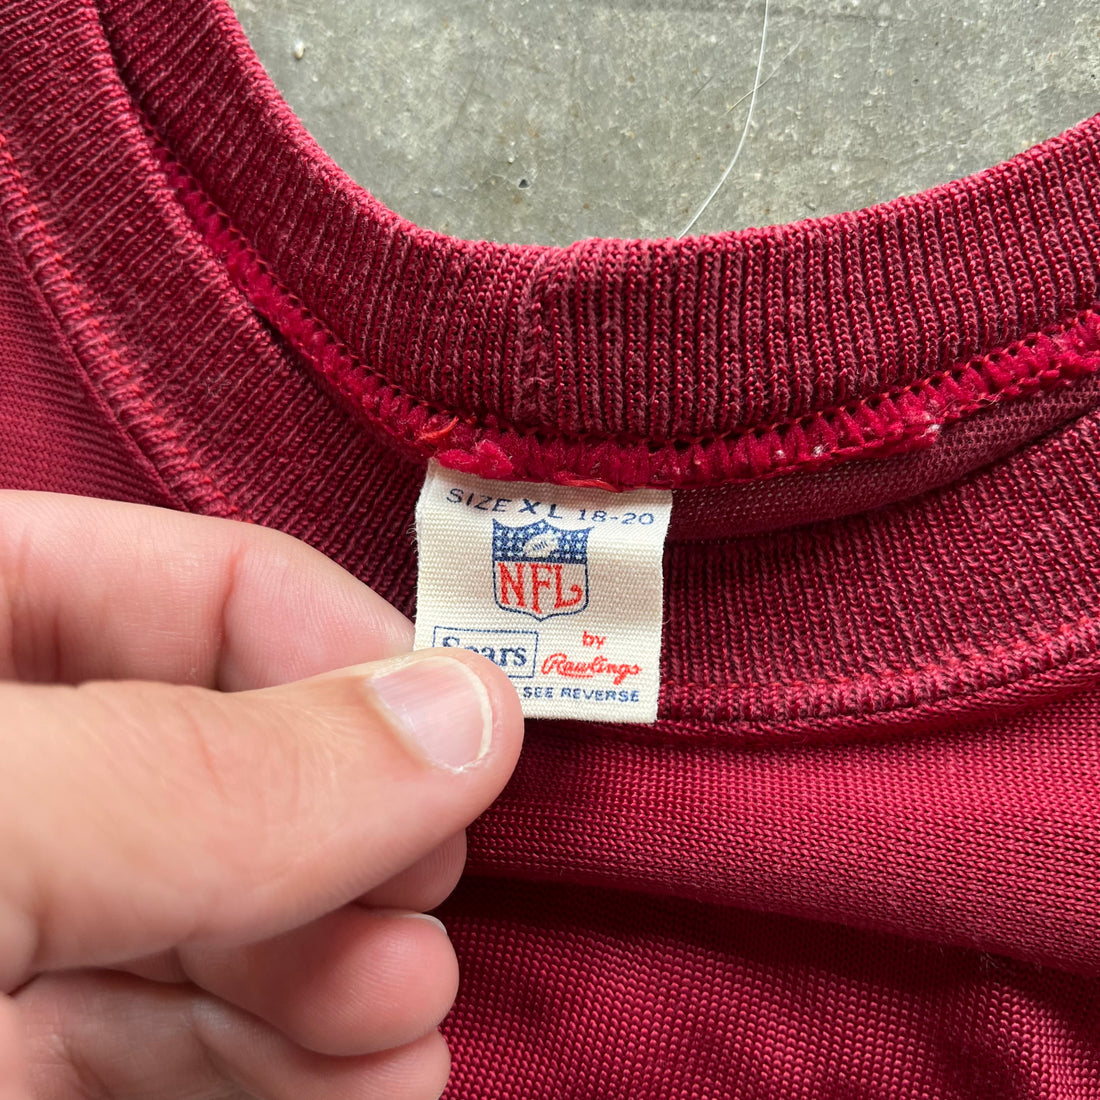 SIZE XL 18-20
NFL
Sears by Rawlings
SEE REVERSE